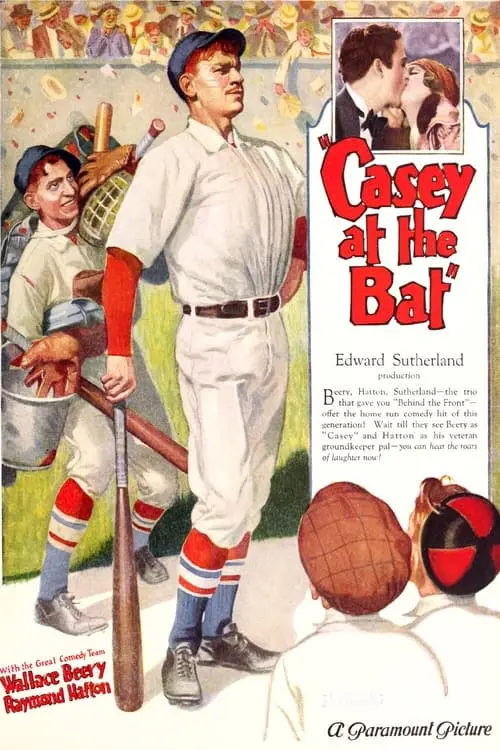 "Casey
at the
Bat"
Edward Sutherland
production
Beery, Hatton, Sutherland—the trio
that gave you "Behind the Front"—
offer the home run comedy hit of this
generation! Wait till they see Beery as
"Casey" and Hatton as his veteran
groundkeeper pal—you can hear the roars
of laughter now!
With the Great Comedy Team
Wallace Beery
Raymond Hatton
A Paramount Picture